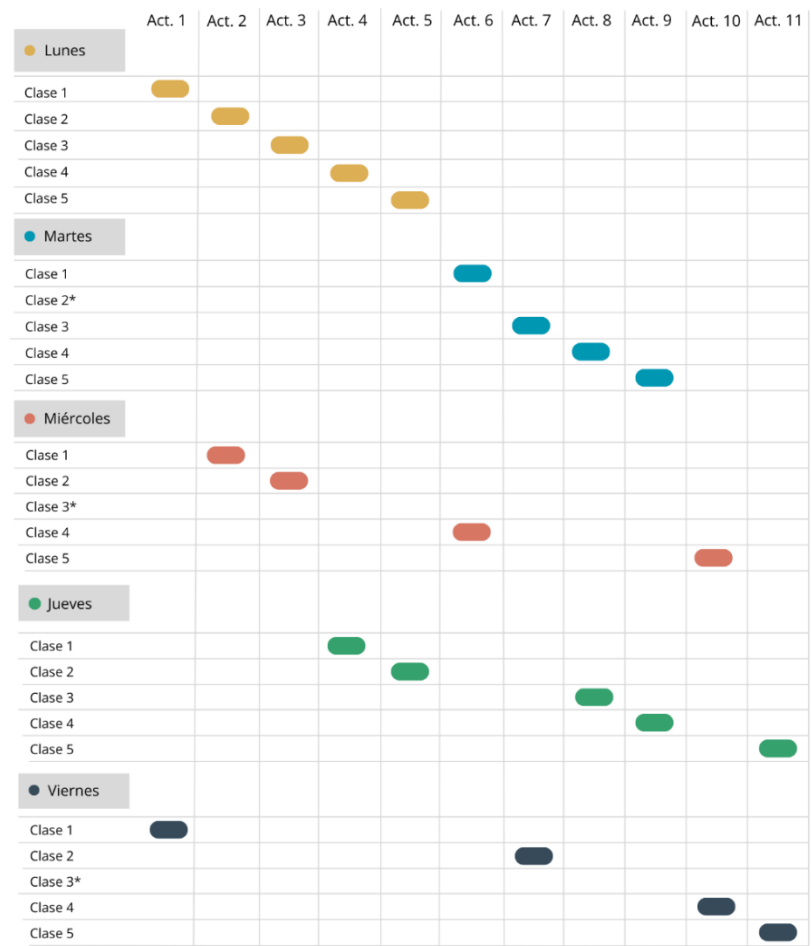 Act. 1 Act. 2 Act. 3 Act. 4 Act. 5 Act. 6 Act. 7 Act. 8 Act. 9 Act. 10 Act. 11
Lunes
Clase 1
Clase 2
Clase 3
Clase 4
Clase 5
Martes
Clase 1
Clase 2*
Clase 3
Clase 4
Clase 5
Miércoles
Clase 1
Clase 2
Clase 3*
Clase 4
Clase 5
Jueves
Clase 1
Clase 2
Clase 3
Clase 4
Clase 5
Viernes
Clase 1
Clase 2
Clase 3*
Clase 4
Clase 5